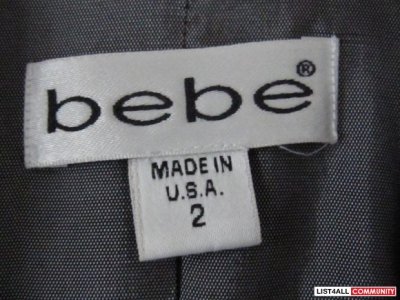 bebe®
MADE IN
U.S.A.
2
LIST4ALL COMMUNITY